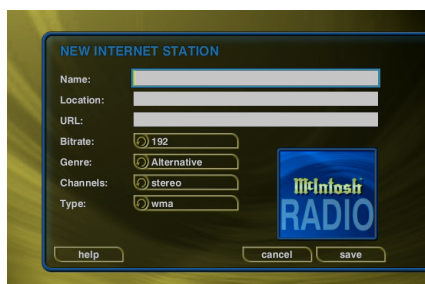 NEW INTERNET STATION
Name:
Location:
URL:
Bitrate: 192
Genre: Alternative
Channels: stereo
Type: wma
McIntosh
RADIO
help cancel save